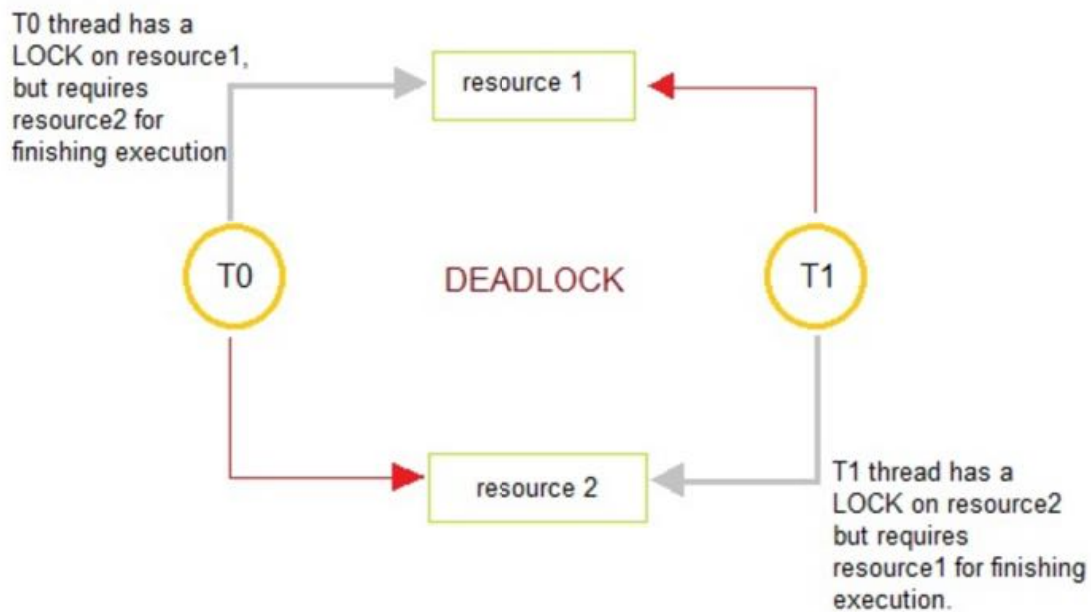 T0 thread has a
LOCK on resource1,
but requires
resource2 for
finishing execution
resource 1
T0
DEADLOCK
T1
resource 2
T1 thread has a
LOCK on resource2
but requires
resource1 for finishing
execution.